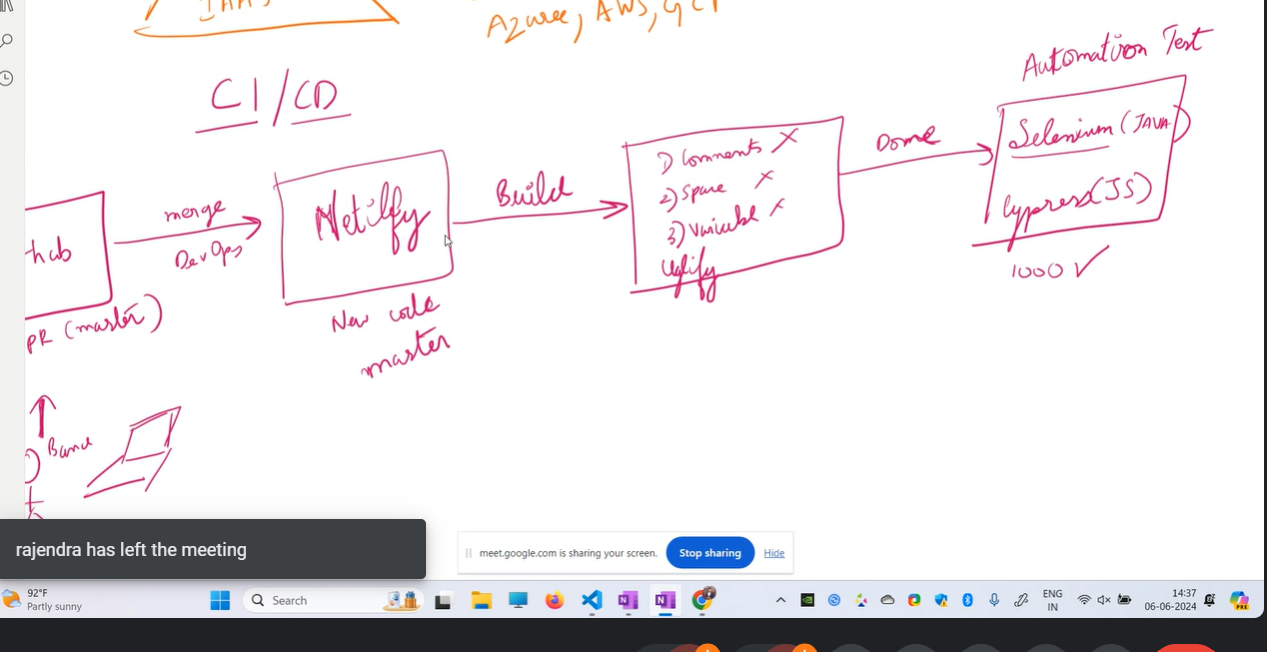 IAAS
Azure, AWS, GCP
CI/CD
Automation Test
Selenium (JAVA)
Cypress(JS)
1000 ✓
Done
1) Comments X
2) Space X
3) Variable X
Uglify
Build
Netilfy
New code
master
merge
DevOps
hub
PR (master)
rajendra has left the meeting
meet.google.com is sharing your screen.
Stop sharing
Hide
92°F
Partly sunny
Search
ENG
IN
14:37
06-06-2024
PRE